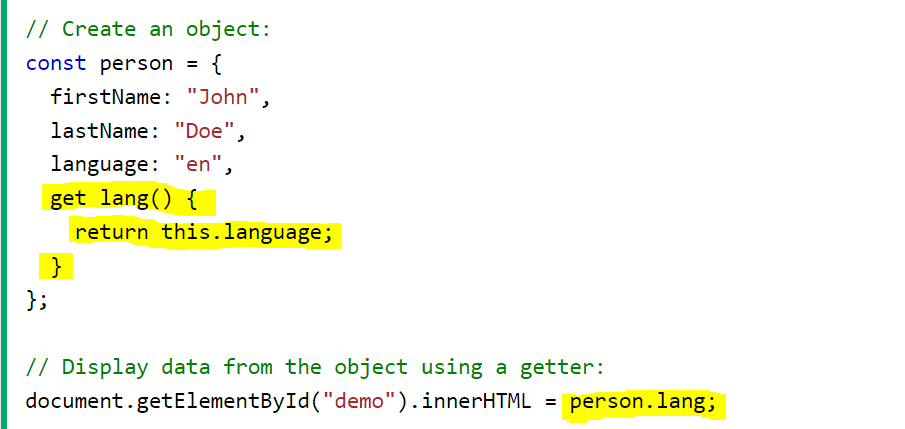 // Create an object:
const person = {
  firstName: "John",
  lastName: "Doe",
  language: "en",
  get lang() {
    return this.language;
  }
};
// Display data from the object using a getter:
document.getElementById("demo").innerHTML = person.lang;